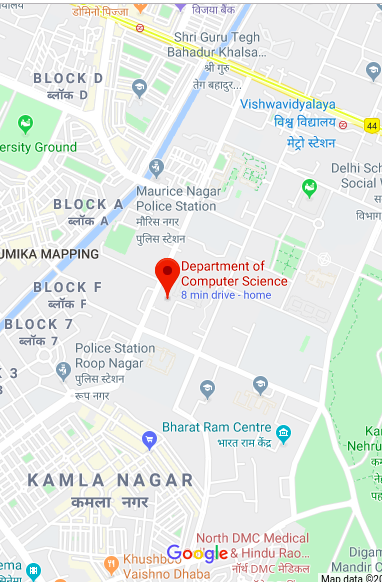 डोमिनो पिज़्ज़ा
विजया बैंक
Shri Guru Tegh
Bahadur Khalsa...
श्री गुरु
तेग बहादुर...
BLOCK D
ब्लॉक D
Vishwavidyalaya
विश्व विद्यालय
मेट्रो स्टेशन
44
ersity Ground
Delhi Sch
Social W
विभाग
Maurice Nagar
Police Station
मौरिस नगर
पुलिस स्टेशन
BLOCK A
ब्लॉक A
UMIKA MAPPING
Department of
Computer Science
8 min drive - home
BLOCK F
ब्लॉक F
BLOCK 7
ब्लॉक 7
Police Station
Roop Nagar
पुलिस स्टेशन
रूप नगर
K 3
3
Bharat Ram Centre
भारत राम केंद्र
Ka
Nehru
KAMLA NAGAR
कमला नगर
North DMC Medical
& Hindu Rao...
नॉर्थ DMC मेडिकल
Digam
Mandir C
दिगंबर
Google
Khushboo
Vaishno Dhaba
ema
सिनेमा
Map data ©20